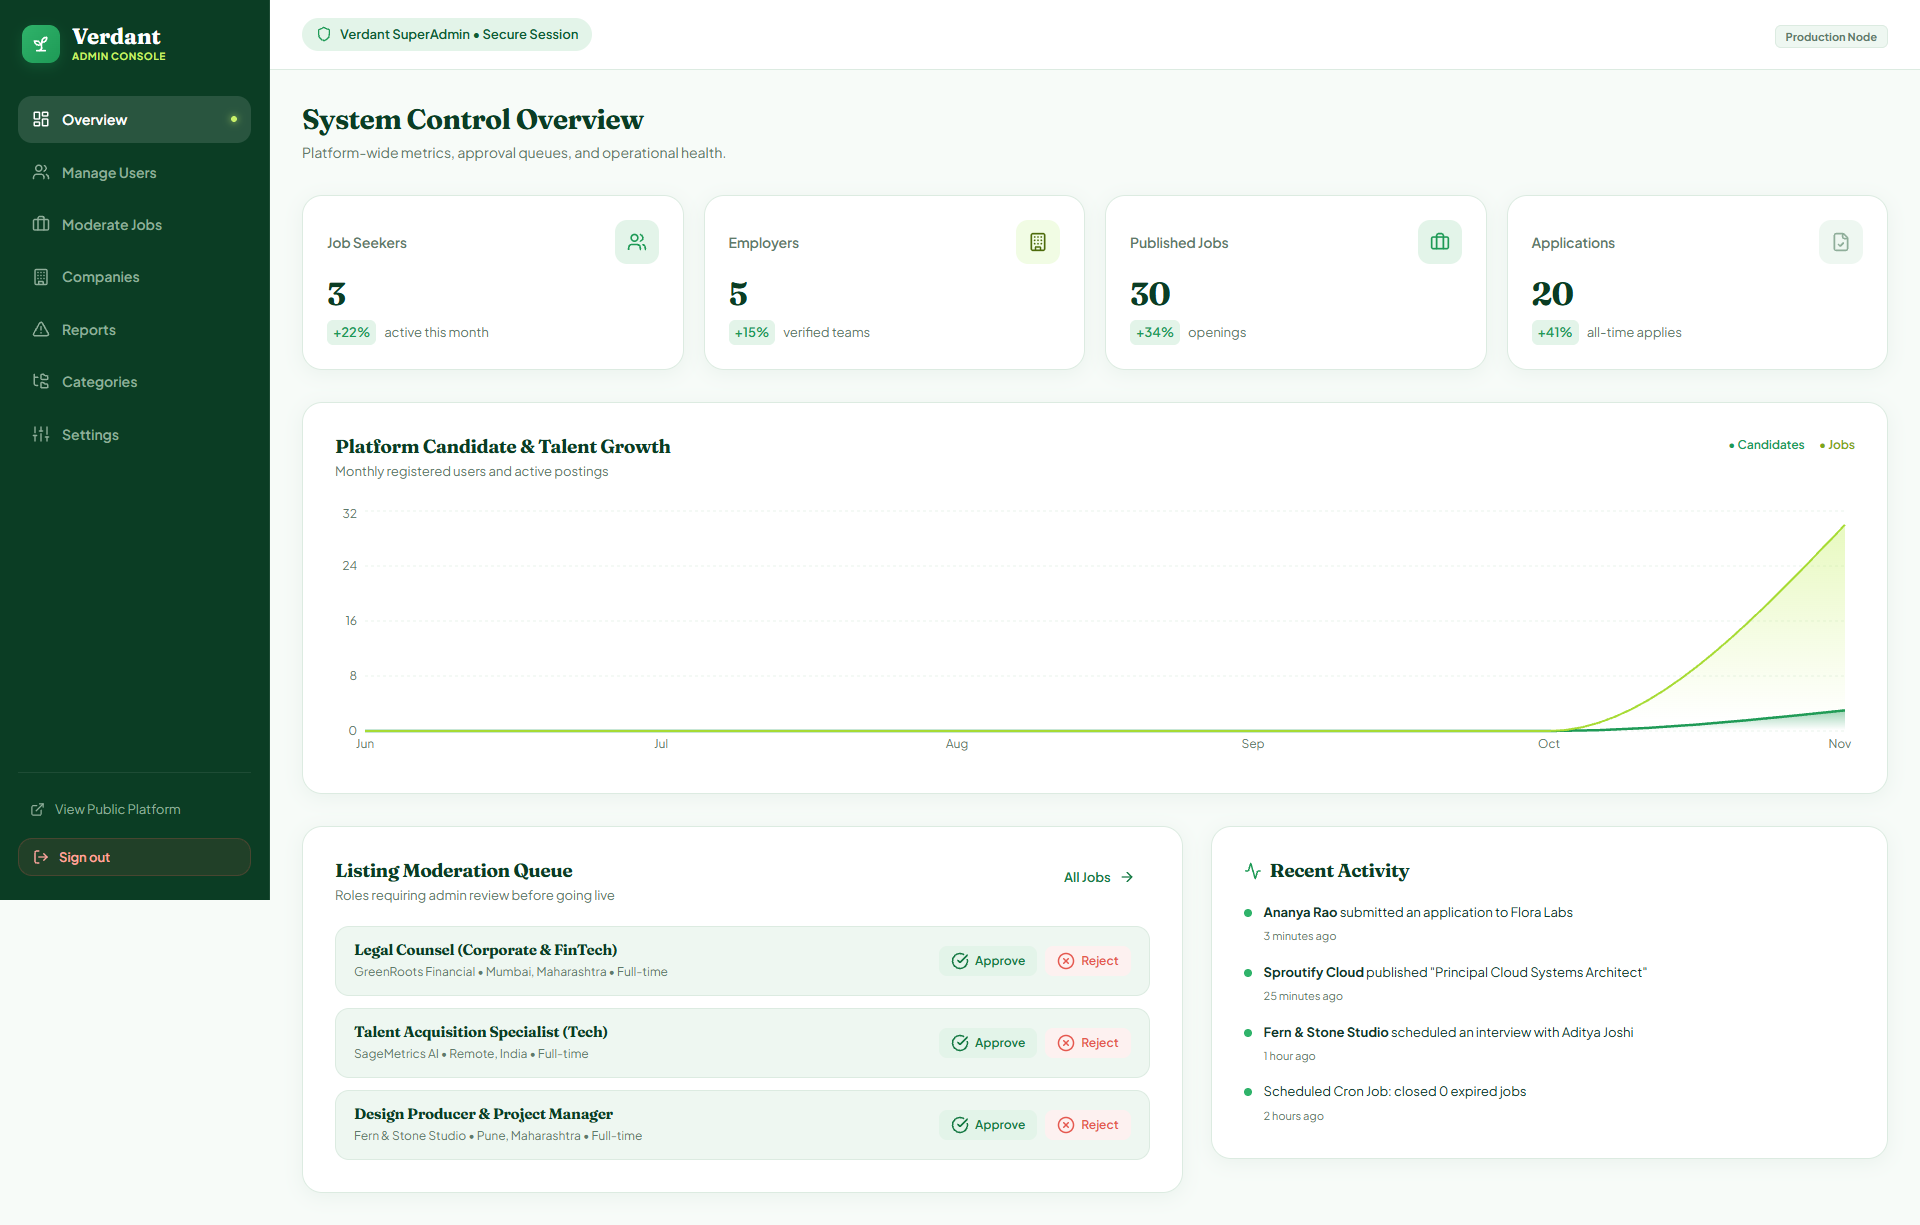 Verdant
ADMIN CONSOLE
Overview
Manage Users
Moderate Jobs
Companies
Reports
Categories
Settings
View Public Platform
Sign out
Verdant SuperAdmin • Secure Session
Production Node
System Control Overview
Platform-wide metrics, approval queues, and operational health.
Job Seekers
3
+22% active this month
Employers
5
+15% verified teams
Published Jobs
30
+34% openings
Applications
20
+41% all-time applies
Platform Candidate & Talent Growth
Monthly registered users and active postings
• Candidates • Jobs
32
24
16
8
0
Jun Jul Aug Sep Oct Nov
Listing Moderation Queue
Roles requiring admin review before going live
All Jobs
Legal Counsel (Corporate & FinTech)
GreenRoots Financial • Mumbai, Maharashtra • Full-time
Approve Reject
Talent Acquisition Specialist (Tech)
SageMetrics AI • Remote, India • Full-time
Approve Reject
Design Producer & Project Manager
Fern & Stone Studio • Pune, Maharashtra • Full-time
Approve Reject
Recent Activity
Ananya Rao submitted an application to Flora Labs
3 minutes ago
Sproutify Cloud published "Principal Cloud Systems Architect"
25 minutes ago
Fern & Stone Studio scheduled an interview with Aditya Joshi
1 hour ago
Scheduled Cron Job: closed 0 expired jobs
2 hours ago